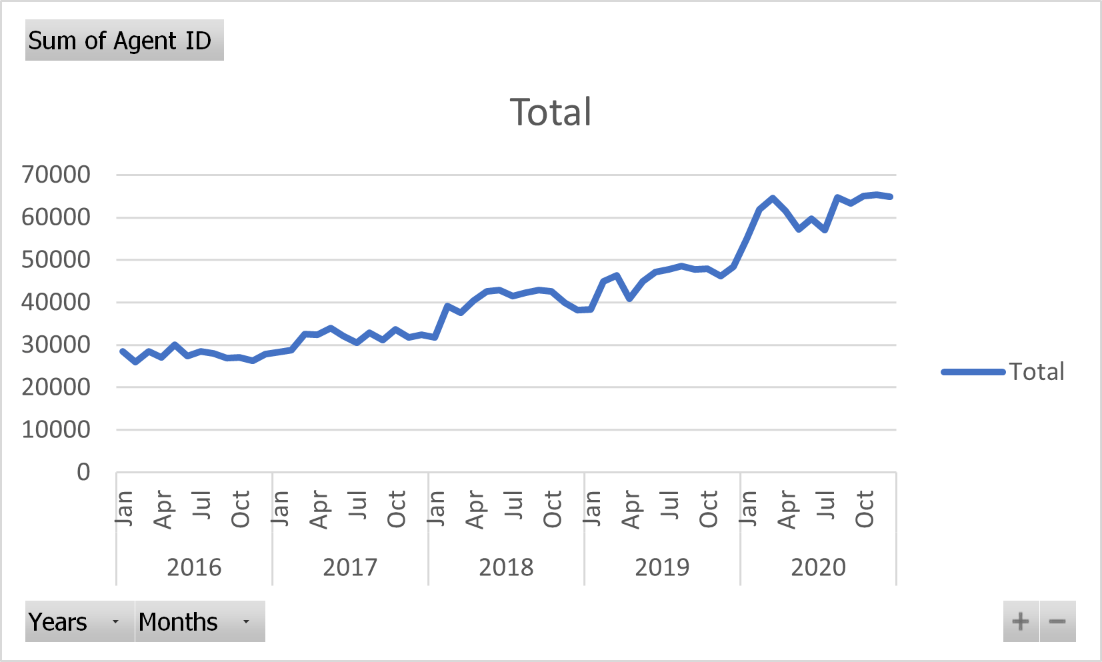 Sum of Agent ID
Total
70000
60000
50000
40000
30000
20000
10000
0
Total
Jan Apr Jul Oct Jan Apr Jul Oct Jan Apr Jul Oct Jan Apr Jul Oct Jan Apr Jul Oct
2016 2017 2018 2019 2020
Years Months + −